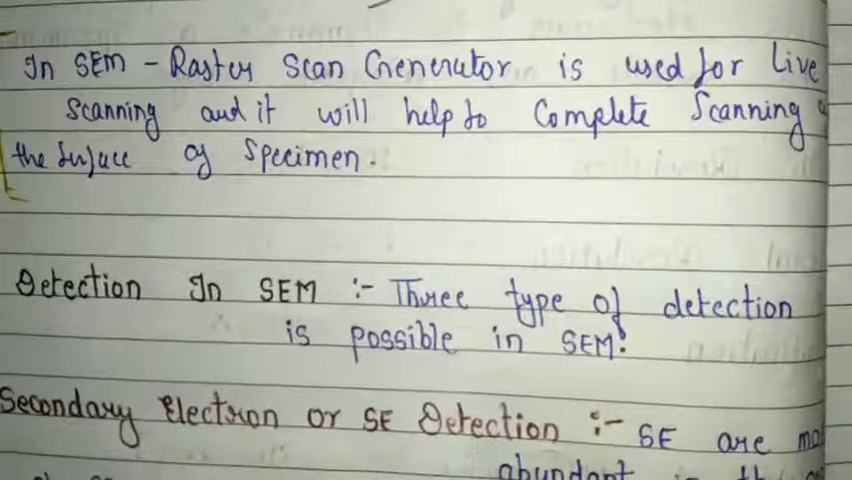 In SEM - Raster Scan Generator is used for Live
Scanning and it will help to Complete Scanning
the Surface of Specimen.
Detection In SEM :- Three type of detection
is possible in SEM:
Secondary Electron or SE Detection :- SE are
abundant in